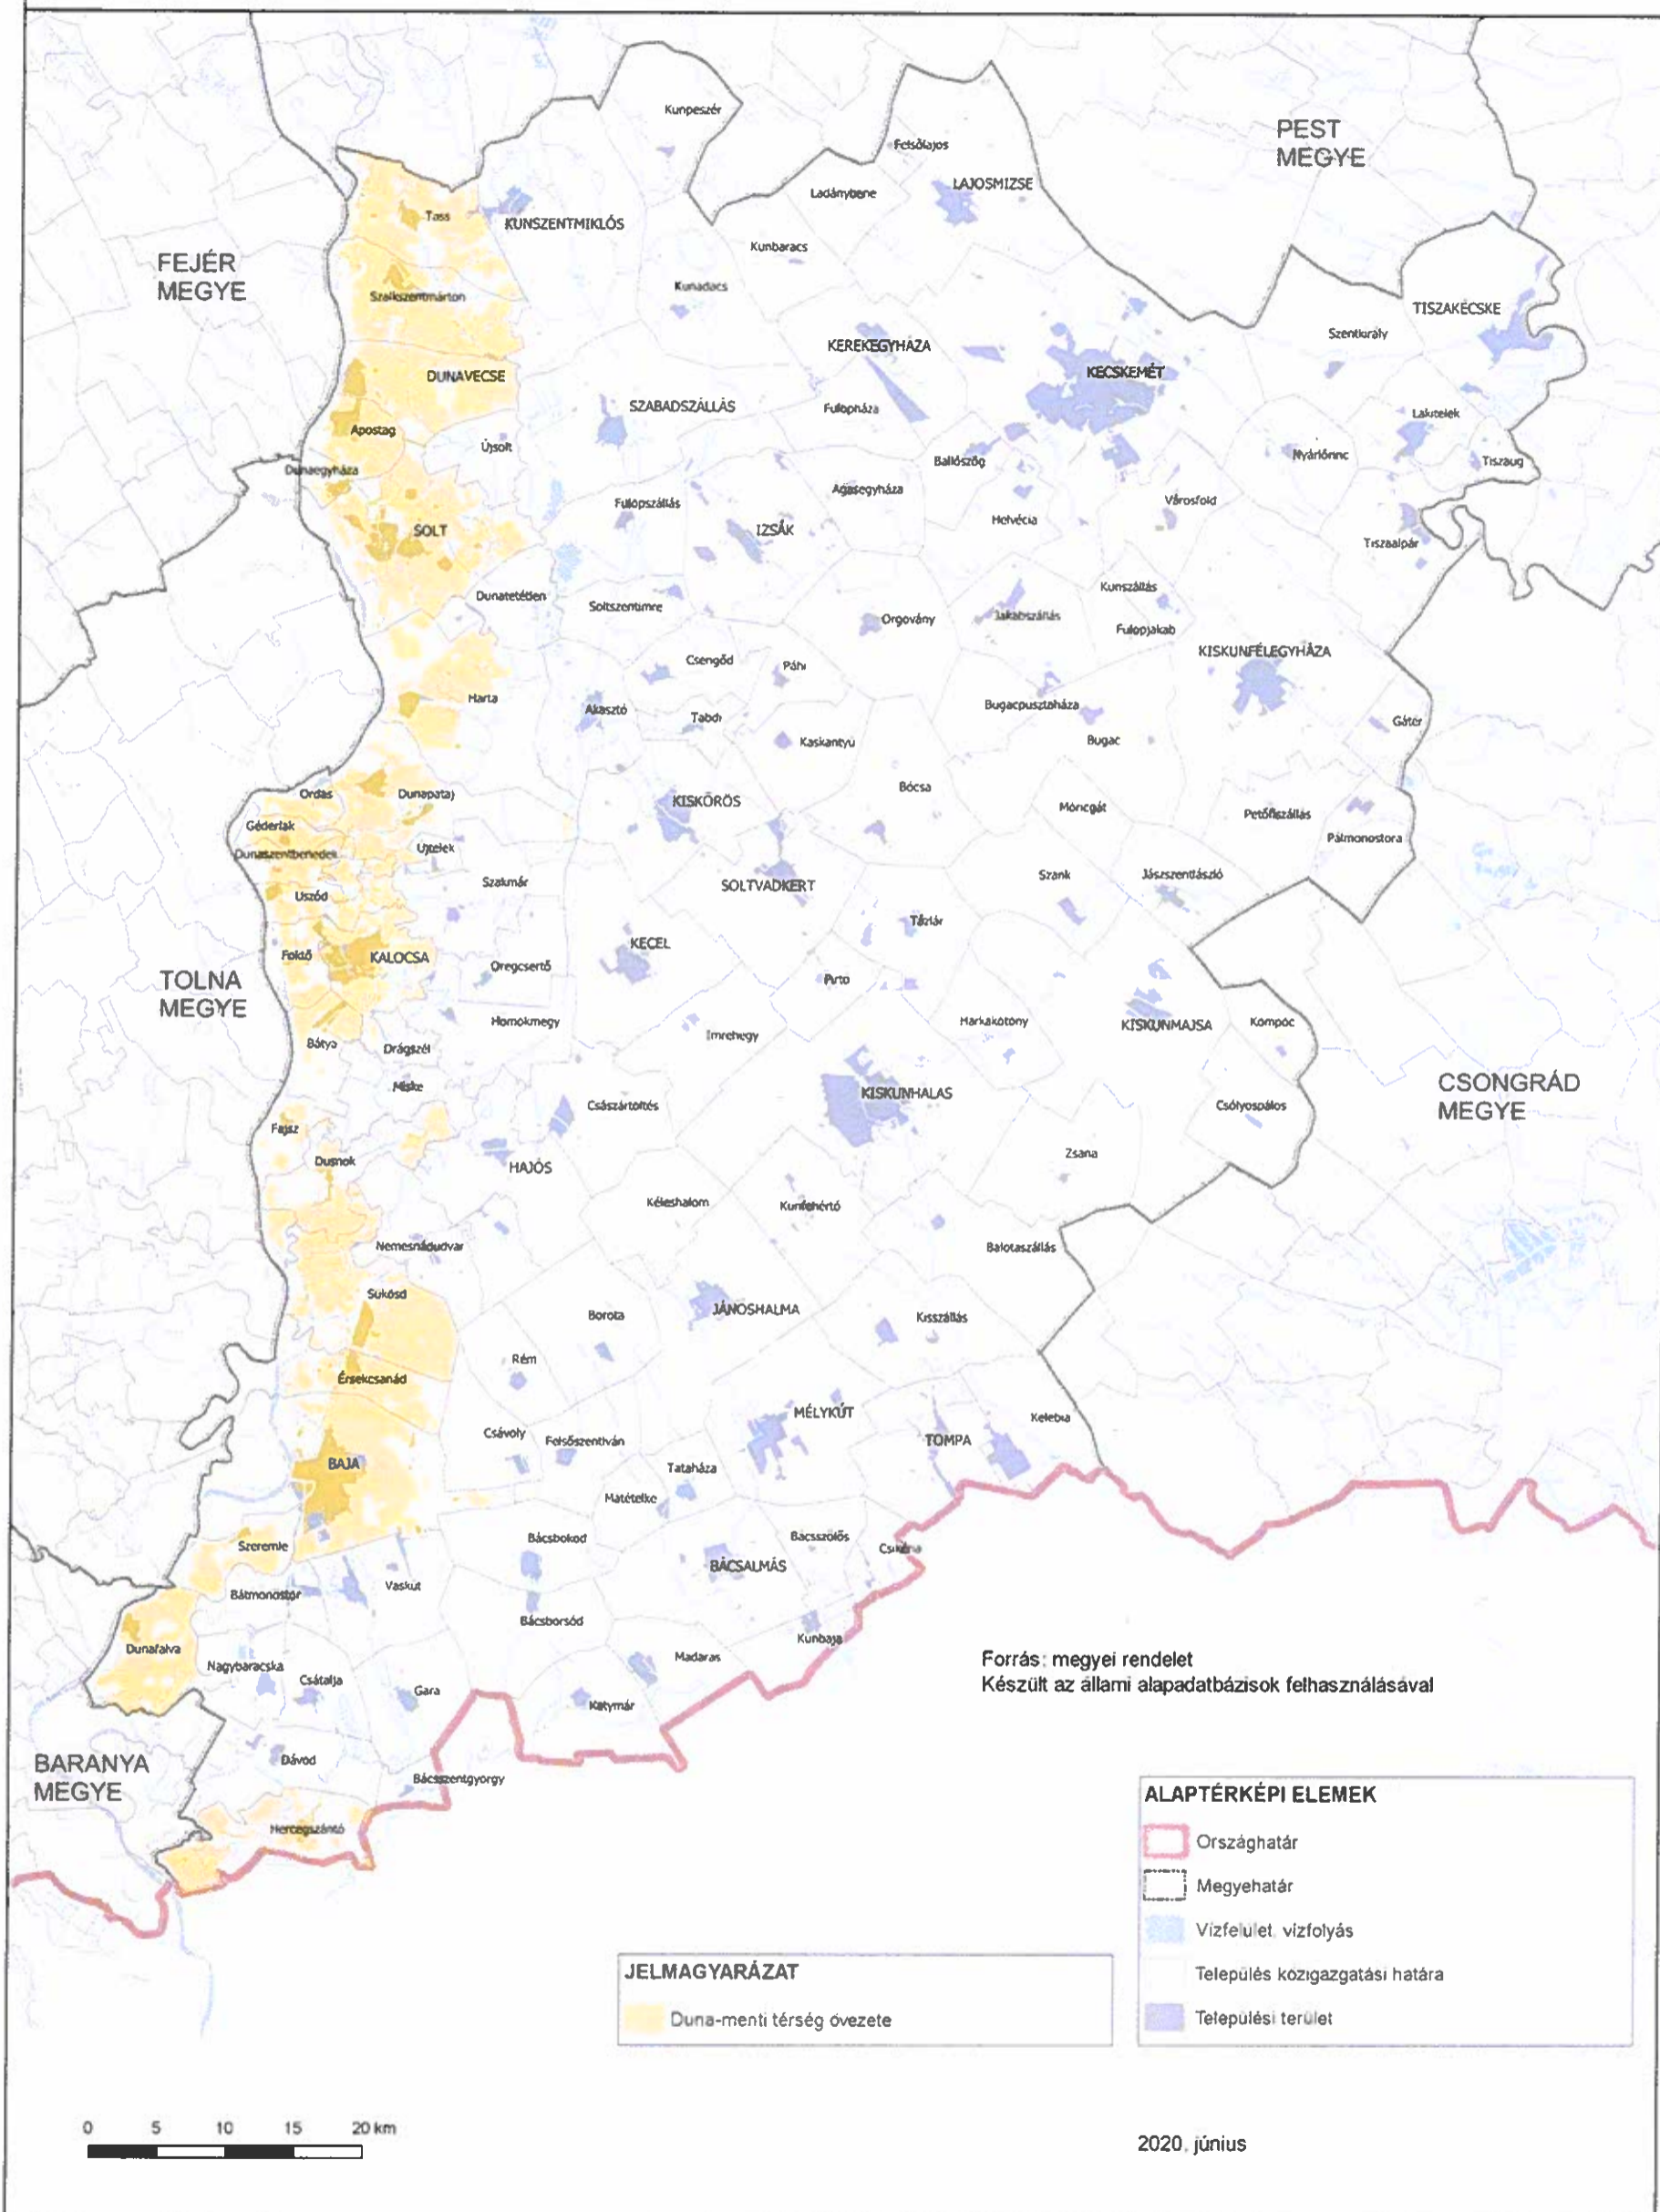 Kunpeszér
PEST
MEGYE
Felsőlajos
LAJOSMIZSE
Ladánybene
Tass
KUNSZENTMIKLÓS
Kunbaracs
FEJÉR
MEGYE
Kunadacs
Szalkszentmárton
TISZAKÉCSKE
Szentkirály
KEREKEGYHÁZA
KECSKEMÉT
DUNAVECSE
SZABADSZÁLLÁS
Fülöpháza
Lakitelek
Apostag
Újsolt
Nyárlőrinc
Ballószög
Tiszaug
Dunaegyháza
Ágasegyháza
Fülöpszállás
Városföld
Helvécia
SOLT
IZSÁK
Tiszaalpár
Kunszállás
Dunatetétlen
Soltszentimre
Jakabszállás
Orgovány
Fülöpjakab
KISKUNFÉLEGYHÁZA
Csengőd
Páhi
Harta
Bugacpusztaháza
Akasztó
Tabdi
Gátér
Kaskantyú
Bugac
Bócsa
Ordas
Dunapataj
KISKŐRÖS
Móricgát
Petőfiszállás
Géderlak
Pálmonostora
Dunaszentbenedek
Újtelek
Szakmár
SOLTVADKERT
Szank
Jászszentlászló
Uszód
Tázlár
KECEL
Foktő
KALOCSA
Öregcsertő
TOLNA
MEGYE
Pirtó
Homokmégy
Harkakötöny
KISKUNMAJSA
Kömpöc
Imrehegy
Bátya
Drágszél
Miske
CSONGRÁD
MEGYE
KISKUNHALAS
Császártöltés
Csólyospálos
Fajsz
Zsana
Dusnok
HAJÓS
Kéleshalom
Kunfehértó
Nemesnádudvar
Balotaszállás
Sükösd
Borota
JÁNOSHALMA
Kisszállás
Rém
Érsekcsanád
MÉLYKÚT
Kelebia
Csávoly
Felsőszentiván
TOMPA
BAJA
Tataháza
Mátételke
Bácsbokod
Bácsszőlős
Szeremle
Csikéria
BÁCSALMÁS
Vaskút
Bátmonostor
Bácsborsód
Kunbaja
Dunafalva
Madaras
Nagybaracska
Csátalja
Gara
Katymár
Forrás: megyei rendelet
Készült az állami alapadatbázisok felhasználásával
Dávod
BARANYA
MEGYE
Bácsszentgyörgy
Hercegszántó
ALAPTÉRKÉPI ELEMEK
Országhatár
Megyehatár
Vízfelület, vízfolyás
Település közigazgatási határa
Települési terület
JELMAGYARÁZAT
Duna-menti térség övezete
0 5 10 15 20 km
2020. június